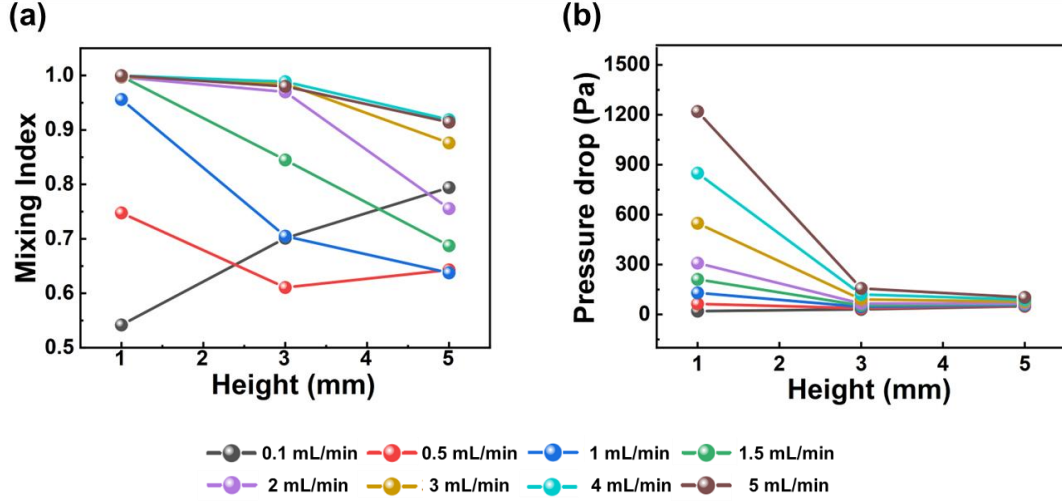 (a)
(b)
Mixing Index
1.0
0.9
0.8
0.7
0.6
0.5
1 2 3 4 5
Height (mm)
Pressure drop (Pa)
1500
1200
900
600
300
0
1 2 3 4 5
Height (mm)
0.1 mL/min 0.5 mL/min 1 mL/min 1.5 mL/min
2 mL/min 3 mL/min 4 mL/min 5 mL/min